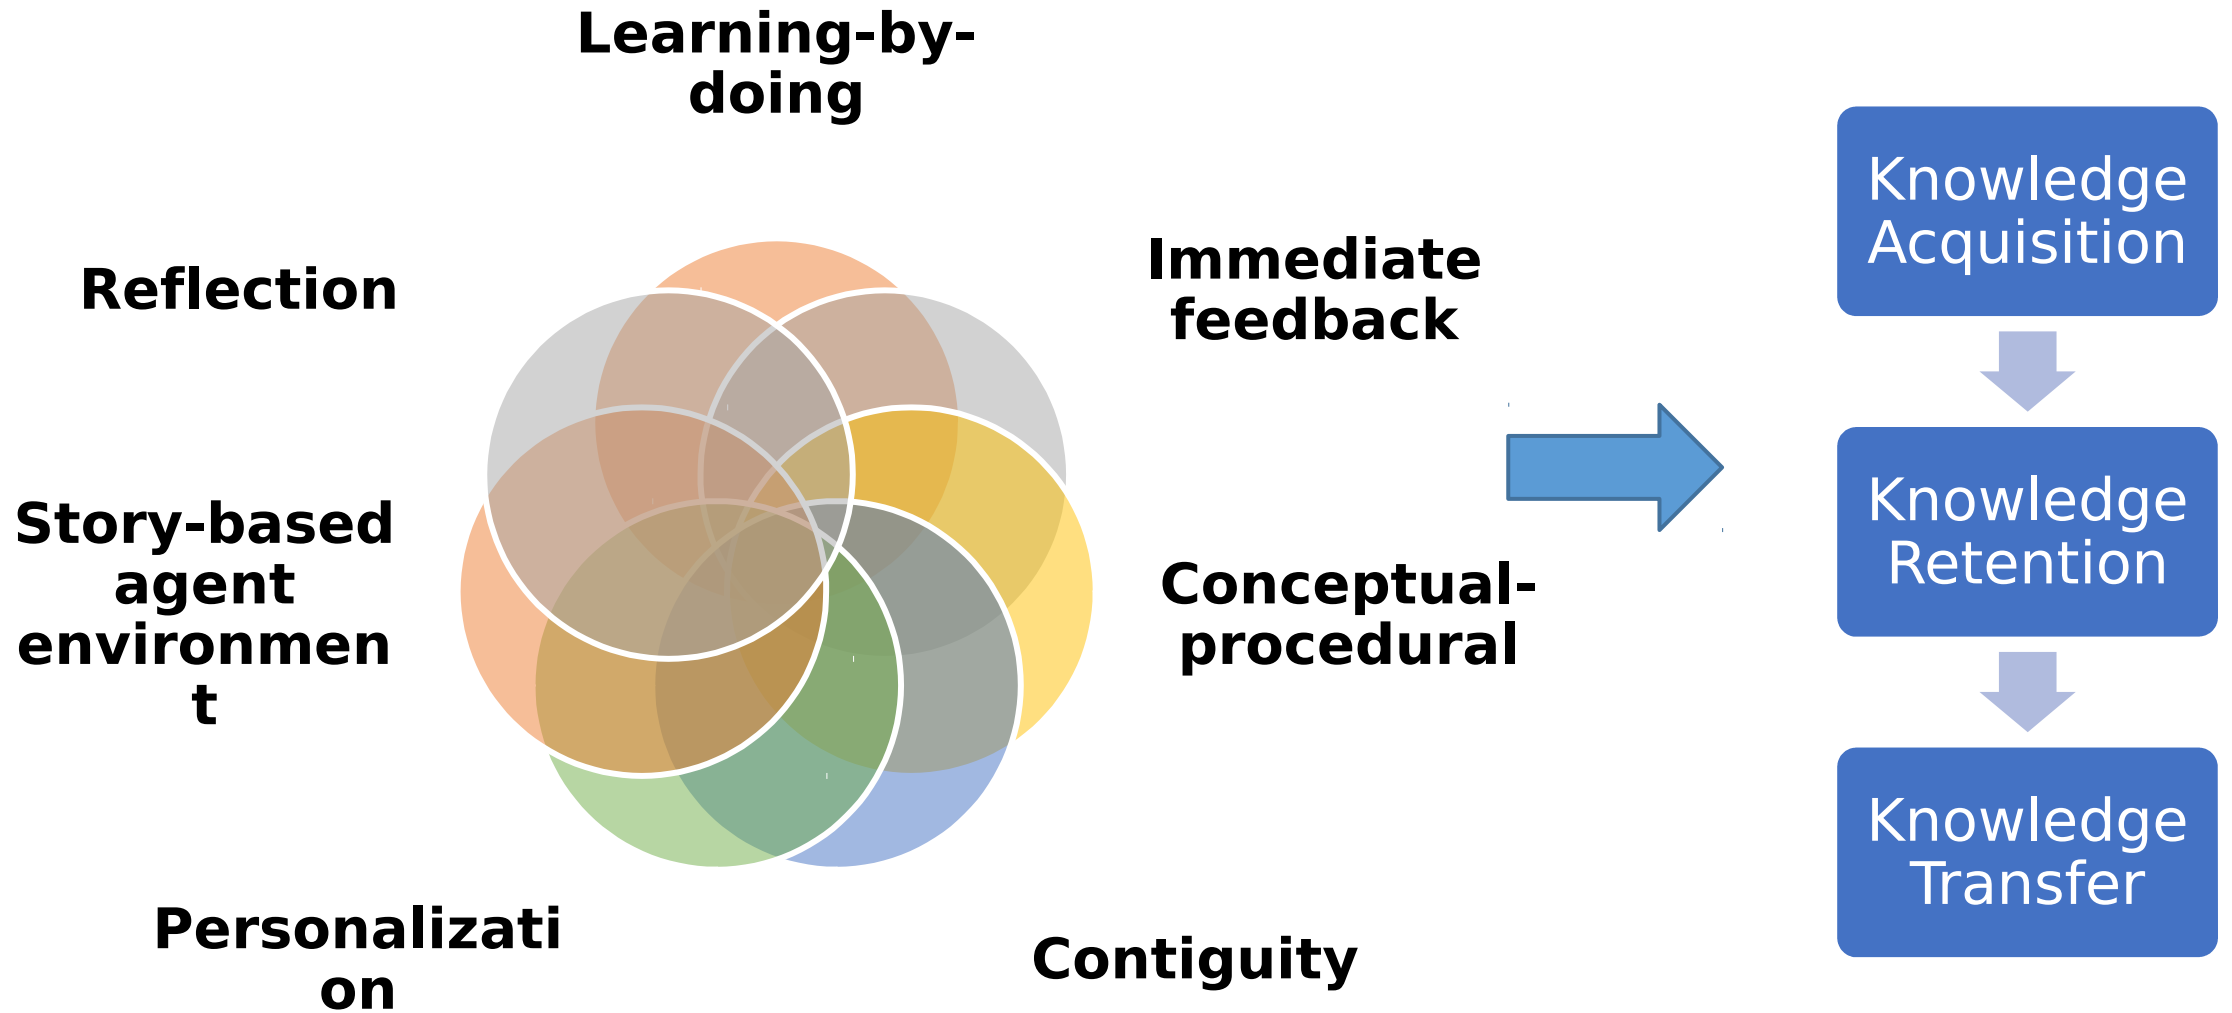 Learning-by-
doing
Immediate
feedback
Conceptual-
procedural
Contiguity
Personalizati
on
Story-based
agent
environmen
t
Reflection
Knowledge
Acquisition
Knowledge
Retention
Knowledge
Transfer